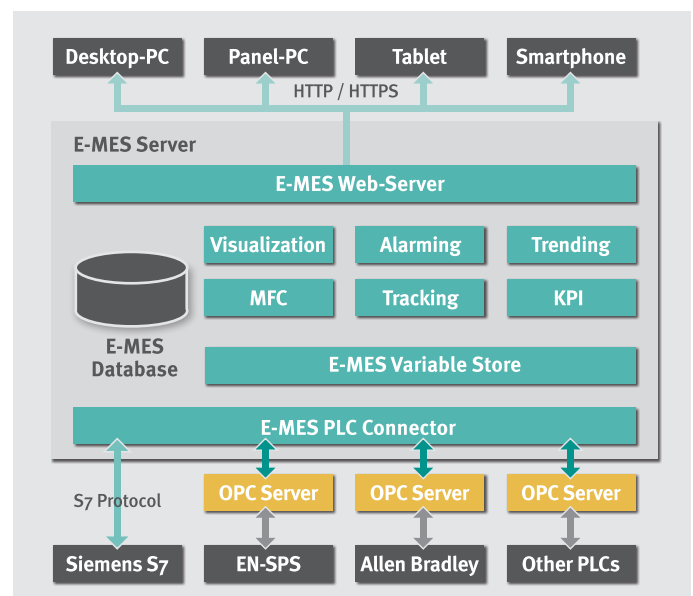 Desktop-PC
Panel-PC
Tablet
Smartphone
HTTP / HTTPS
E-MES Server
E-MES Web-Server
Visualization
Alarming
Trending
MFC
Tracking
KPI
E-MES
Database
E-MES Variable Store
E-MES PLC Connector
S7 Protocol
OPC Server
OPC Server
OPC Server
Siemens S7
EN-SPS
Allen Bradley
Other PLCs